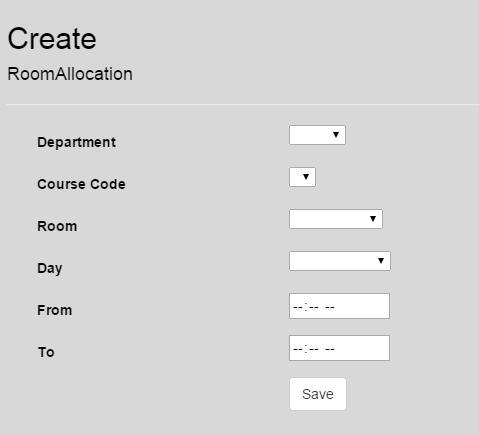 Create
RoomAllocation
Department
Course Code
Room
Day
From --:-- --
To --:-- --
Save